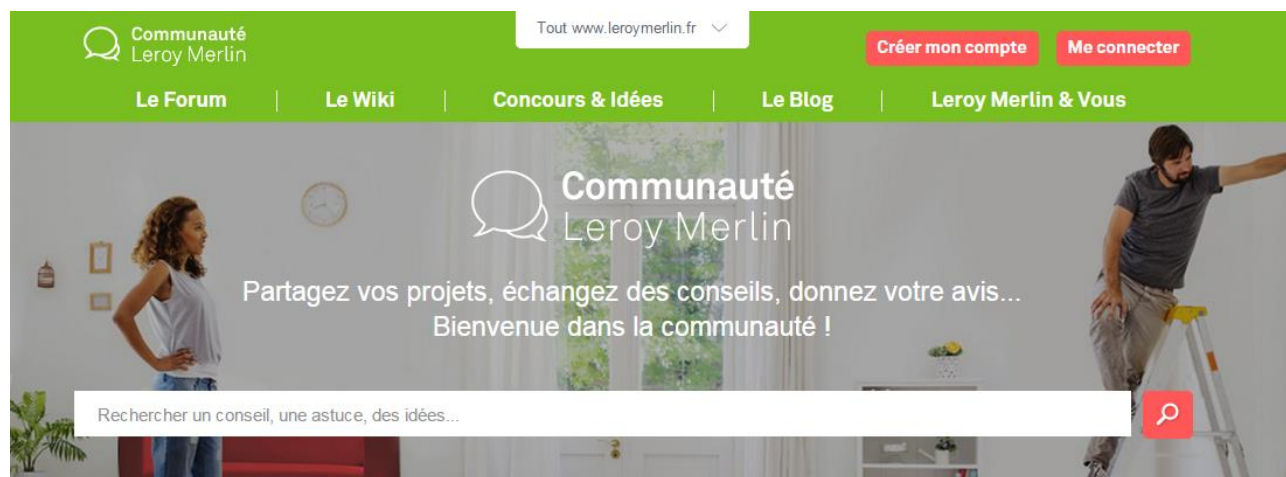 Communauté
Leroy Merlin
Tout www.leroymerlin.fr
Créer mon compte
Me connecter
Le Forum
Le Wiki
Concours & Idées
Le Blog
Leroy Merlin & Vous
Communauté
Leroy Merlin
Partagez vos projets, échangez des conseils, donnez votre avis...
Bienvenue dans la communauté !
Rechercher un conseil, une astuce, des idées...